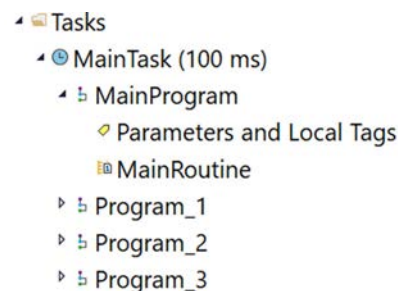 Tasks
MainTask (100 ms)
MainProgram
Parameters and Local Tags
MainRoutine
Program_1
Program_2
Program_3